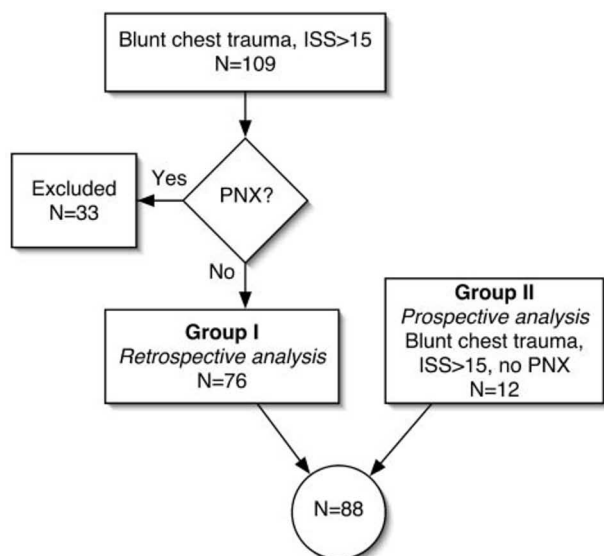 Blunt chest trauma, ISS>15
N=109
PNX?
Yes
Excluded
N=33
No
Group I
Retrospective analysis
N=76
Group II
Prospective analysis
Blunt chest trauma,
ISS>15, no PNX
N=12
N=88